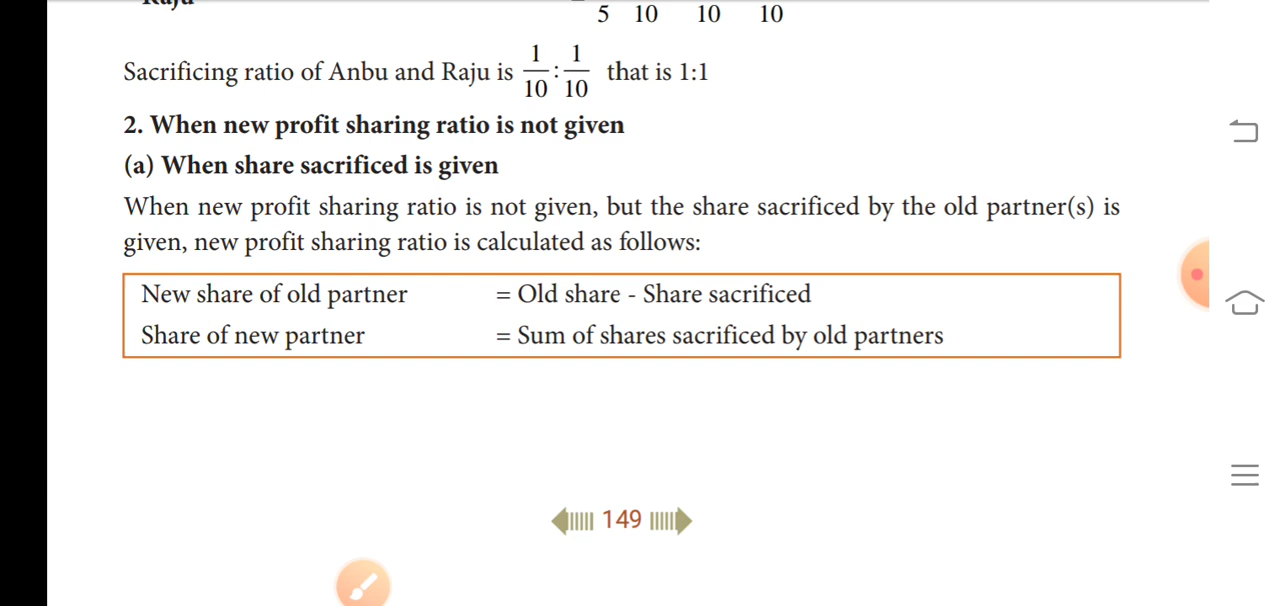 5 10 10 10
Sacrificing ratio of Anbu and Raju is 1/10 : 1/10 that is 1:1
2. When new profit sharing ratio is not given
(a) When share sacrificed is given
When new profit sharing ratio is not given, but the share sacrificed by the old partner(s) is
given, new profit sharing ratio is calculated as follows:
New share of old partner = Old share - Share sacrificed
Share of new partner = Sum of shares sacrificed by old partners
149